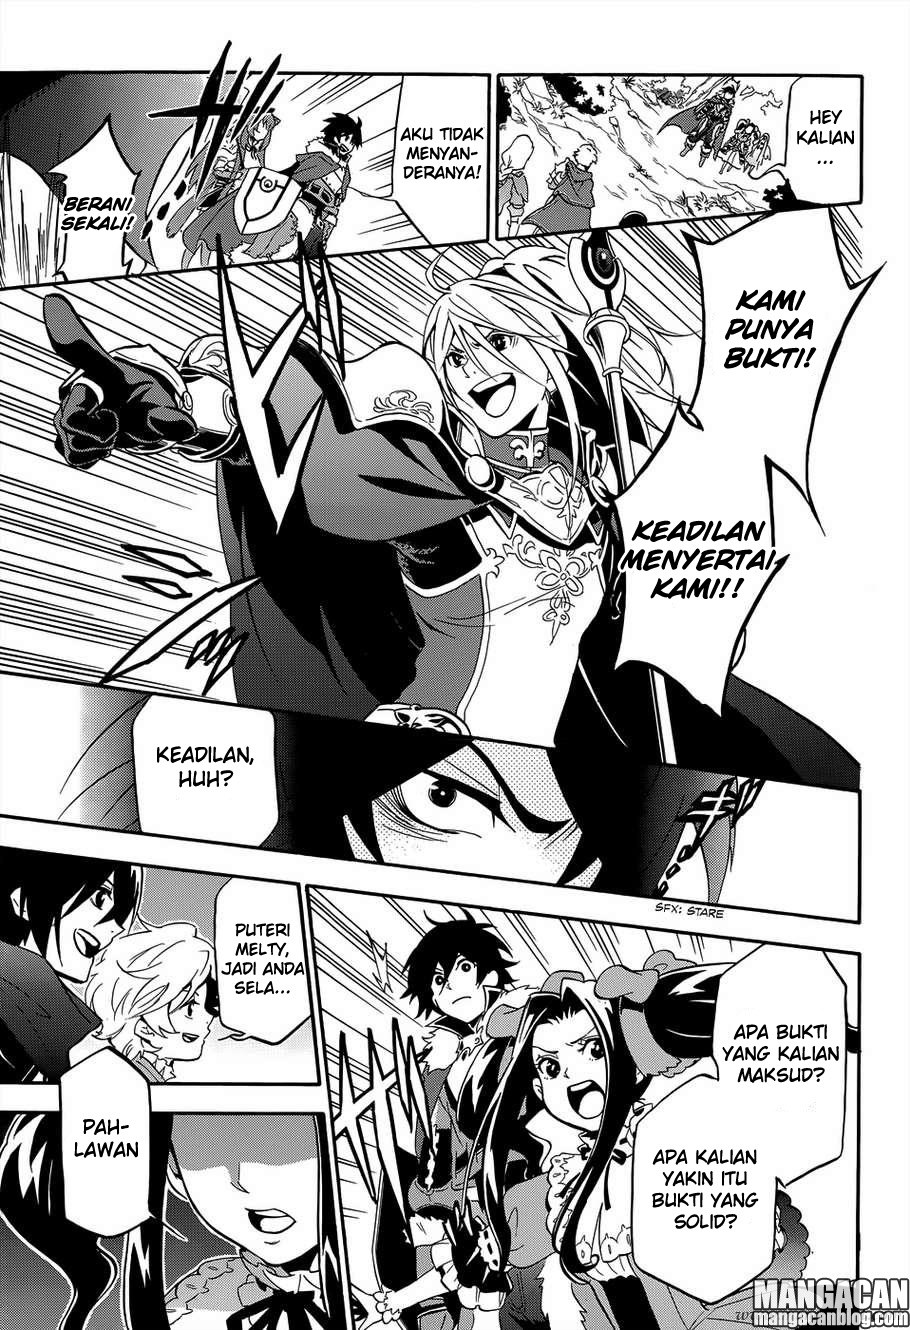 HEY
KALIAN
...
AKU TIDAK
MENYAN-
DERANYA!
BERANI
SEKALI!
KAMI
PUNYA
BUKTI!
KEADILAN
MENYERTAI
KAMI!!
KEADILAN,
HUH?
SFX: STARE
APA BUKTI
YANG KALIAN
MAKSUD?
APA KALIAN
YAKIN ITU
BUKTI YANG
SOLID?
PUTERI
MELTY,
JADI ANDA
SELA...
PAH-
LAWAN
MANGACAN
mangacanblog.com